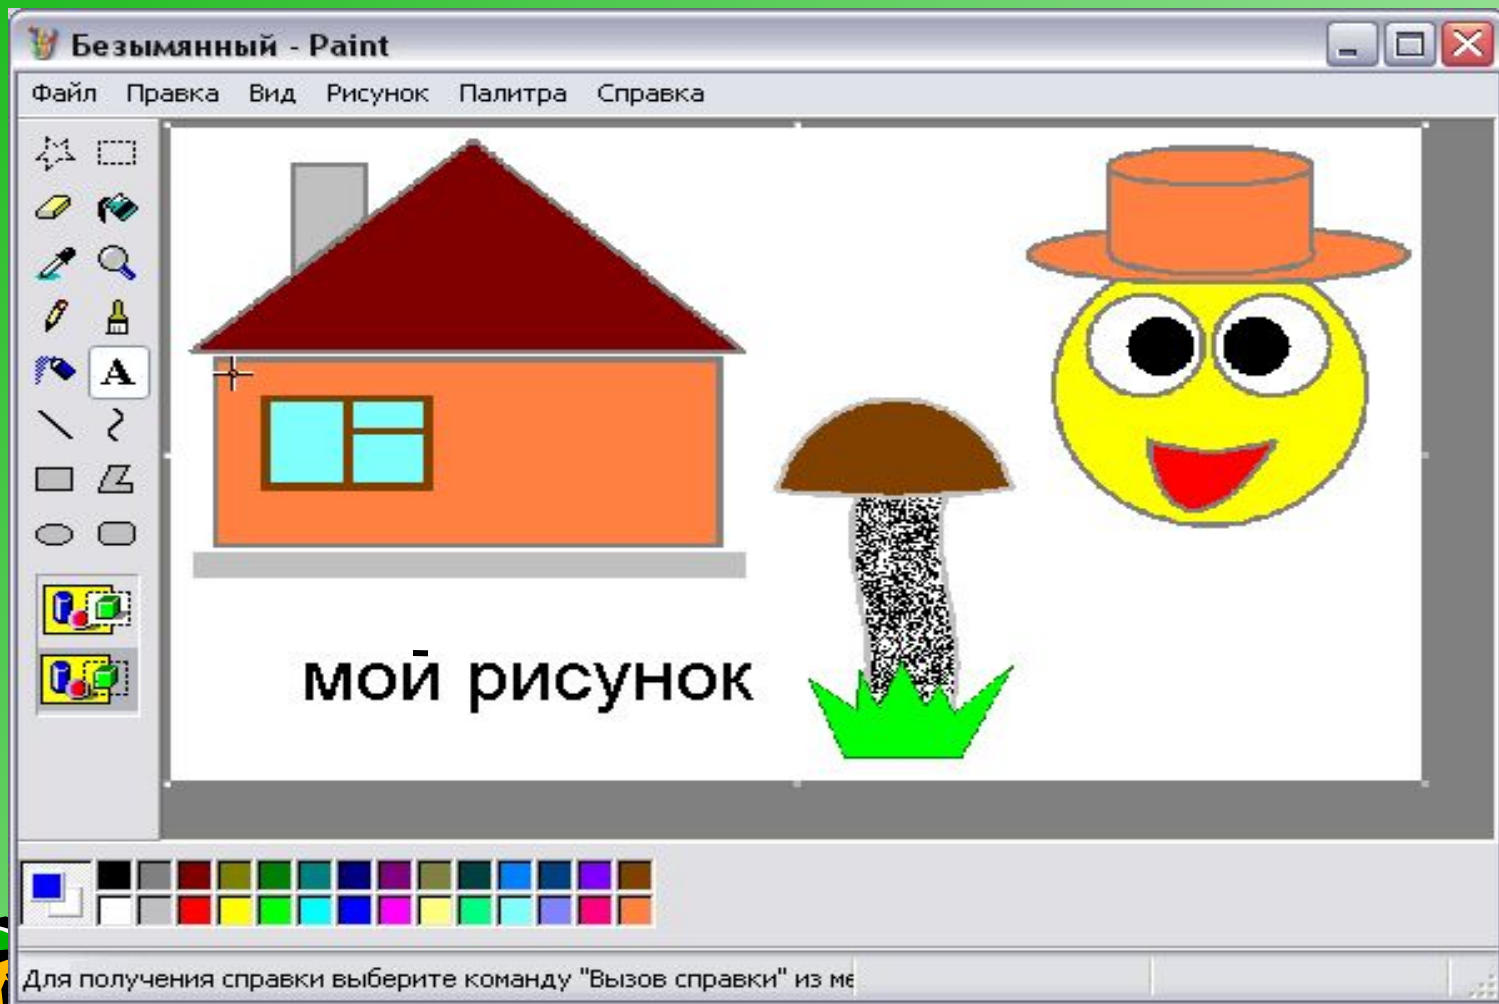 Безымянный - Paint
Файл Правка Вид Рисунок Палитра Справка
A
мой рисунок
Для получения справки выберите команду "Вызов справки" из ме